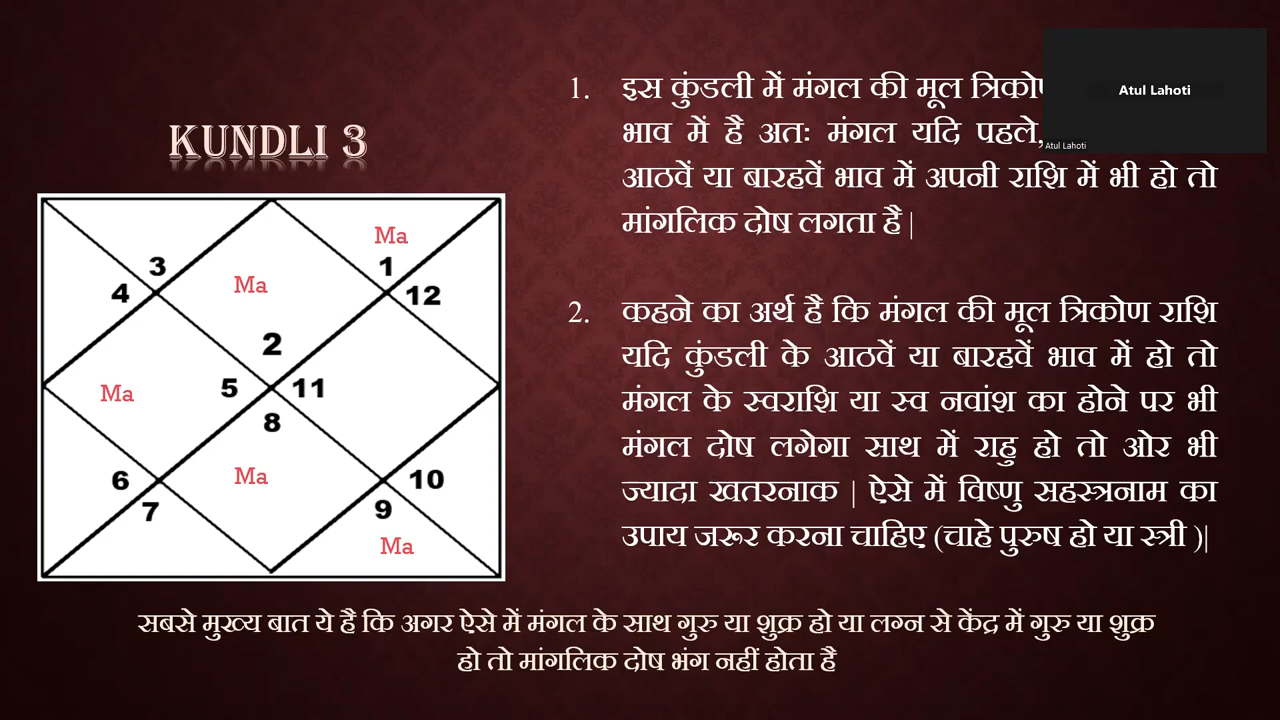 KUNDLI 3
Ma
Ma
3
1
4
12
2
Ma
5
11
8
Ma
6
10
7
9
Ma
1. इस कुंडली में मंगल की मूल
भाव में है अतः मंगल यदि पहले,
आठवें या बारहवें भाव में अपनी राशि में भी हो तो
मांगलिक दोष लगता है |
2. कहने का अर्थ है कि मंगल की मूल त्रिकोण राशि
यदि कुंडली के आठवें या बारहवें भाव में हो तो
मंगल के स्वराशि या स्व नवांश का होने पर भी
मंगल दोष लगेगा साथ में राहु हो तो ओर भी
ज्यादा खतरनाक | ऐसे में विष्णु सहस्त्रनाम का
उपाय जरूर करना चाहिए (चाहे पुरुष हो या स्त्री )|
Atul Lahoti
Atul Lahoti
सबसे मुख्य बात ये है कि अगर ऐसे में मंगल के साथ गुरु या शुक्र हो या लग्न से केंद्र में गुरु या शुक्र
हो तो मांगलिक दोष भंग नहीं होता है